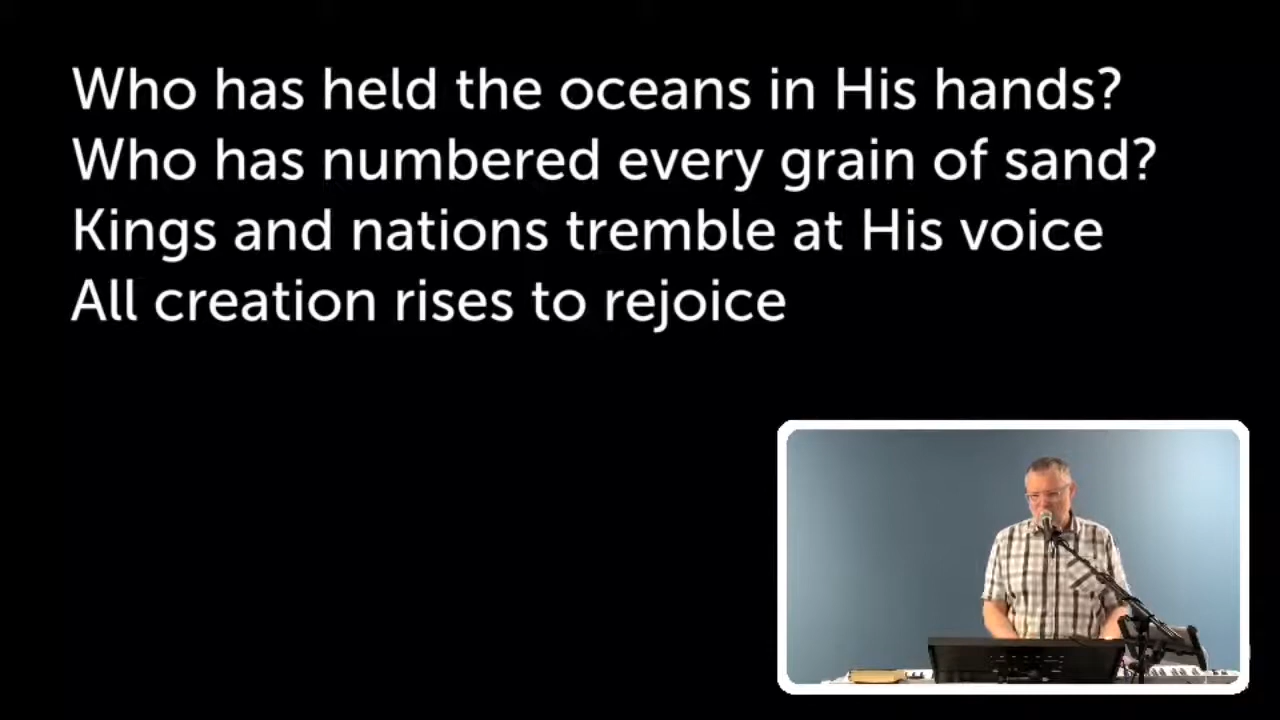 Who has held the oceans in His hands?
Who has numbered every grain of sand?
Kings and nations tremble at His voice
All creation rises to rejoice